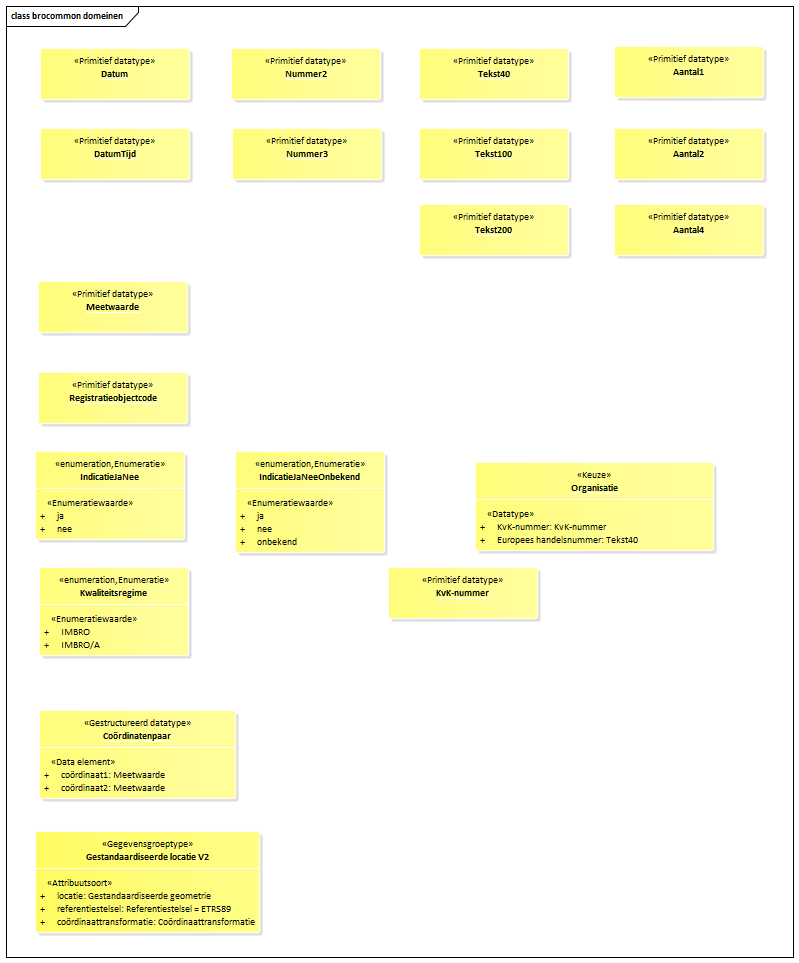 class brocommon domeinen
«Primitief datatype»
Datum
«Primitief datatype»
Nummer2
«Primitief datatype»
Tekst40
«Primitief datatype»
Aantal1
«Primitief datatype»
DatumTijd
«Primitief datatype»
Nummer3
«Primitief datatype»
Tekst100
«Primitief datatype»
Aantal2
«Primitief datatype»
Tekst200
«Primitief datatype»
Aantal4
«Primitief datatype»
Meetwaarde
«Primitief datatype»
Registratieobjectcode
«enumeration,Enumeratie»
IndicatieJaNee
«Enumeratiewaarde»
+ ja
+ nee
«enumeration,Enumeratie»
IndicatieJaNeeOnbekend
«Enumeratiewaarde»
+ ja
+ nee
+ onbekend
«Keuze»
Organisatie
«Datatype»
+ KvK-nummer: KvK-nummer
+ Europees handelsnummer: Tekst40
«enumeration,Enumeratie»
Kwaliteitsregime
«Enumeratiewaarde»
+ IMBRO
+ IMBRO/A
«Primitief datatype»
KvK-nummer
«Gestructureerd datatype»
Coördinatenpaar
«Data element»
+ coördinaat1: Meetwaarde
+ coördinaat2: Meetwaarde
«Gegevensgroeptype»
Gestandaardiseerde locatie V2
«Attribuutsoort»
+ locatie: Gestandaardiseerde geometrie
+ referentiestelsel: Referentiestelsel = ETRS89
+ coördinaattransformatie: Coördinaattransformatie